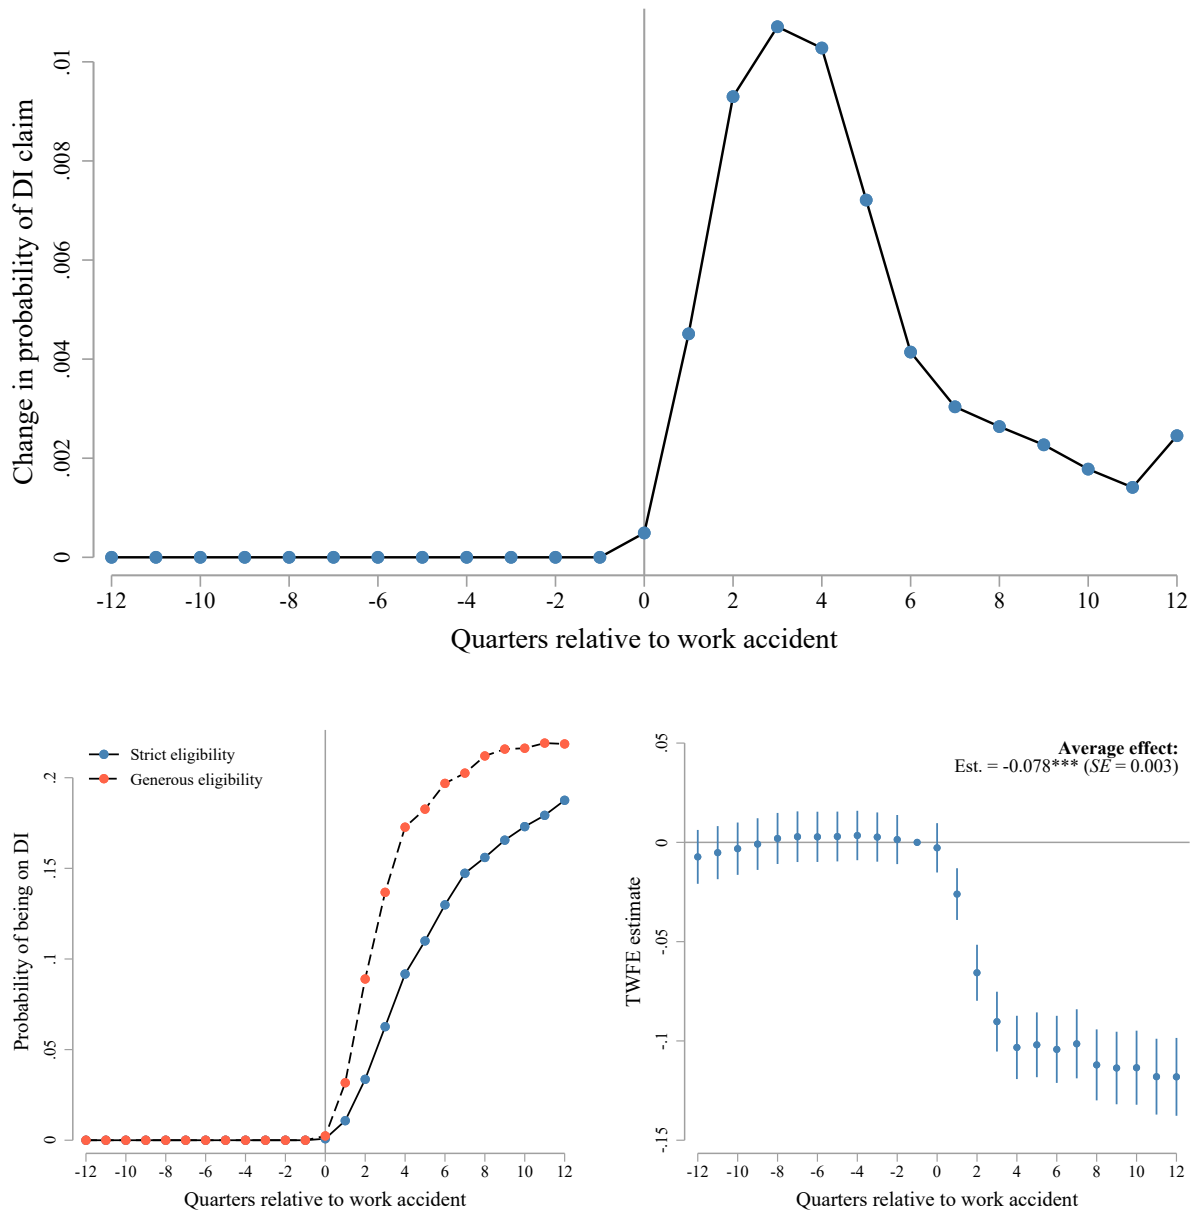 Change in probability of DI claim
.01
.008
.006
.004
.002
0
-12 -10 -8 -6 -4 -2 0 2 4 6 8 10 12
Quarters relative to work accident
Strict eligibility
Generous eligibility
Probability of being on DI
.2
.15
.1
.05
0
-12 -10 -8 -6 -4 -2 0 2 4 6 8 10 12
Quarters relative to work accident
Average effect:
Est. = -0.078*** (SE = 0.003)
TWFE estimate
.05
0
-.05
-.1
-.15
-12 -10 -8 -6 -4 -2 0 2 4 6 8 10 12
Quarters relative to work accident